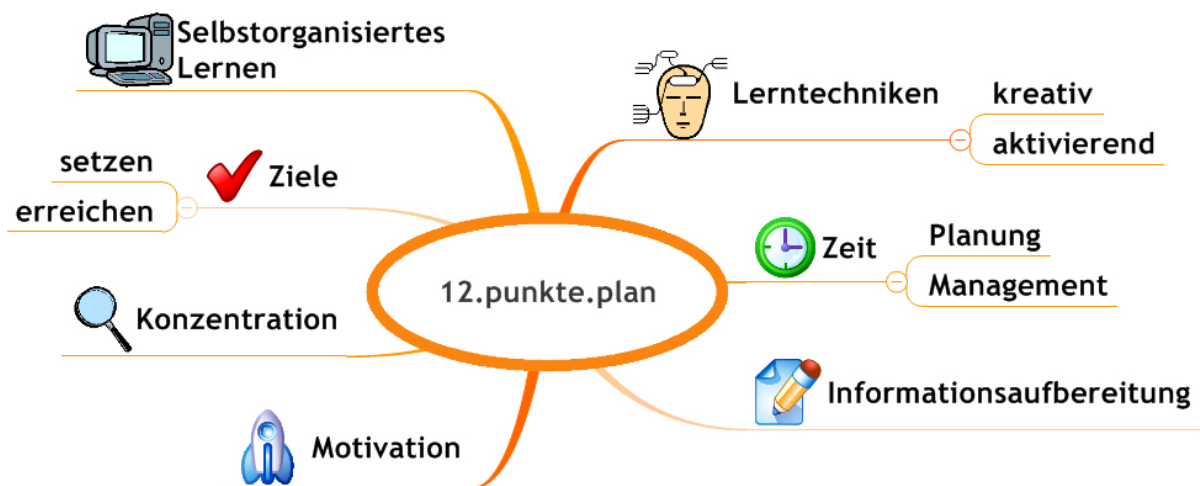 Selbstorganisiertes
Lernen
Lerntechniken
kreativ
aktivierend
setzen
erreichen
Ziele
Zeit
Planung
Management
12.punkte.plan
Konzentration
Informationsaufbereitung
Motivation